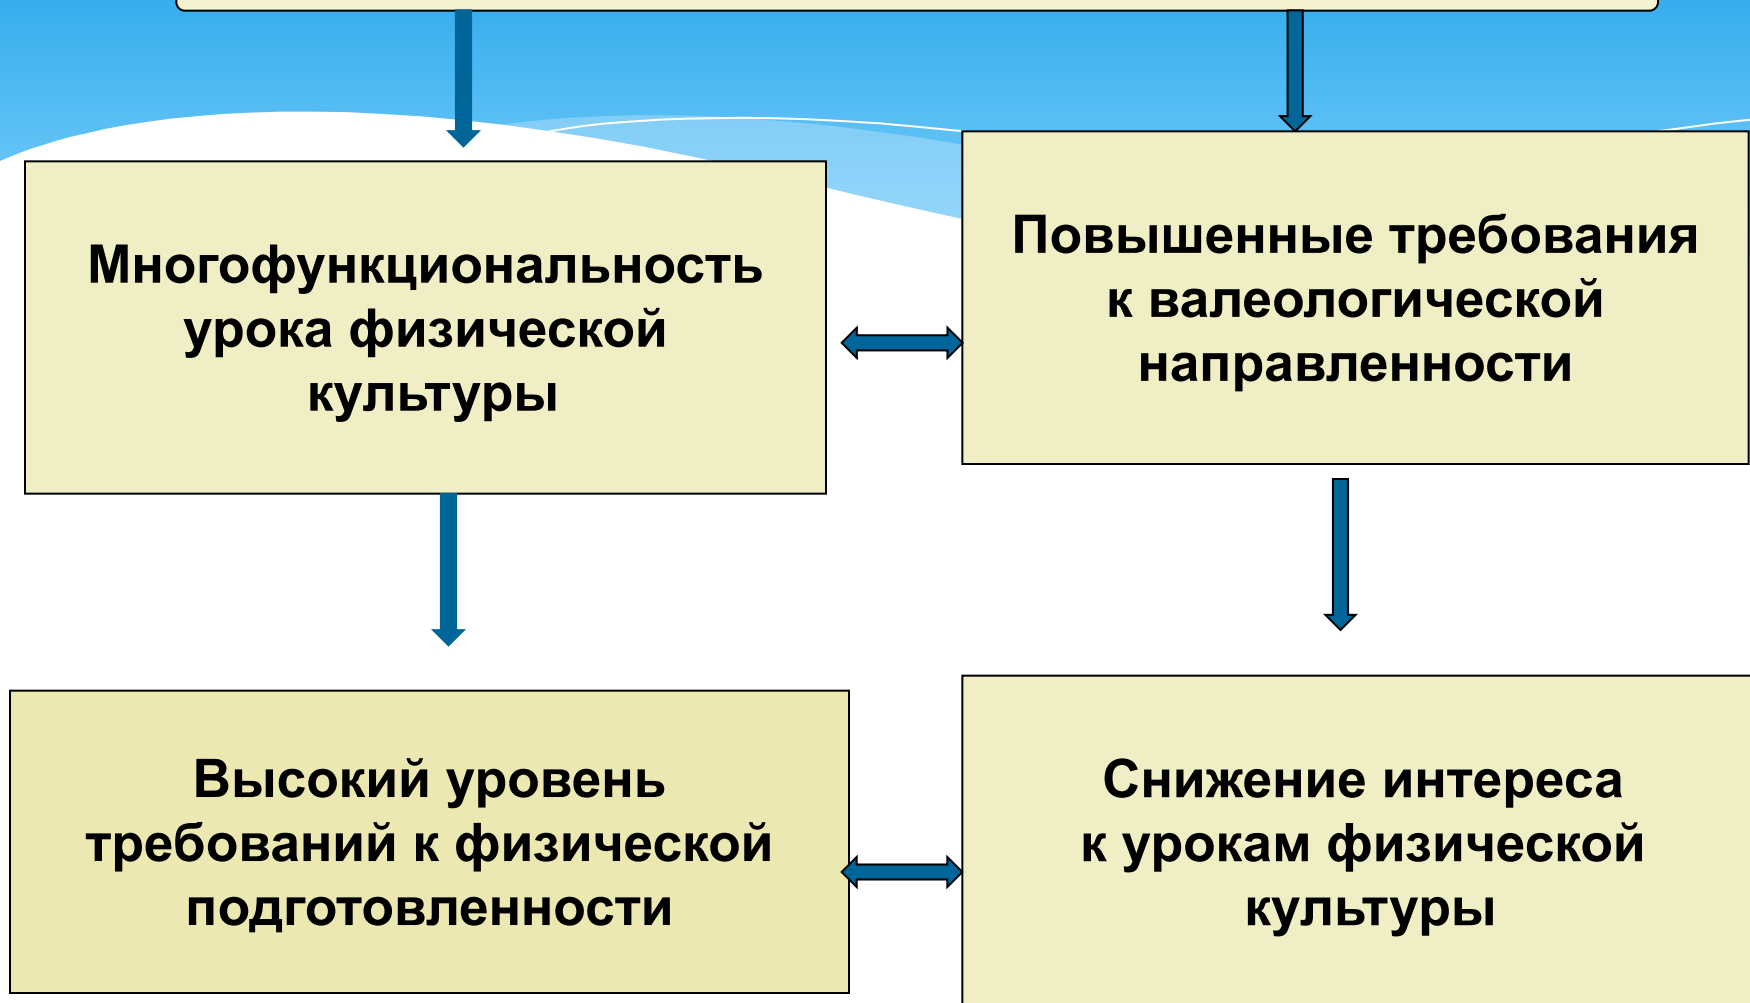 Многофункциональность
урока физической
культуры
Повышенные требования
к валеологической
направленности
Высокий уровень
требований к физической
подготовленности
Снижение интереса
к урокам физической
культуры